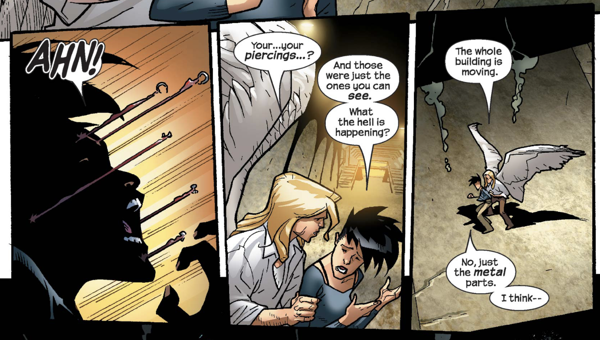 AHN!
Your...your
piercings...?
And those
were just the
ones you can
see.
What
the hell is
happening?
The whole
building is
moving.
No, just
the metal
parts.
I think--